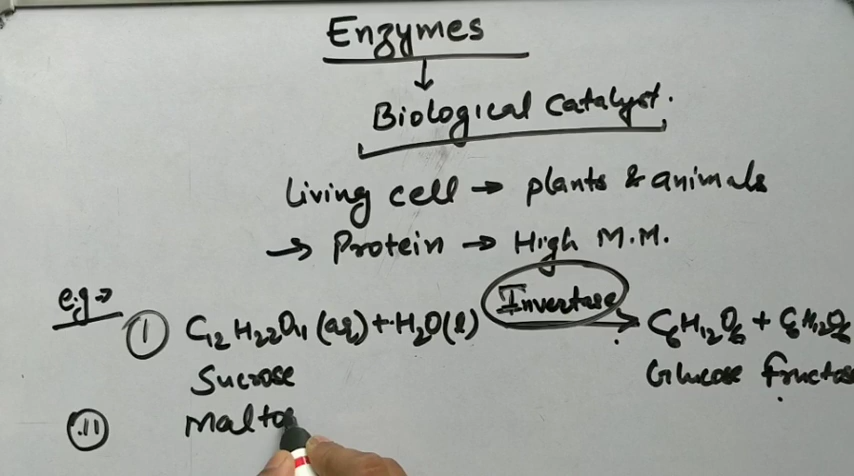 Enzymes
↓
Biological Catalyst.
Living cell → plants & animals
→ Protein → High M.M.
e.g →
① C12H22O11 (aq) + H2O(l) Invertase → C6H12O6 + C6H12O6
Sucrose Glucose fructose
(ii) Malto